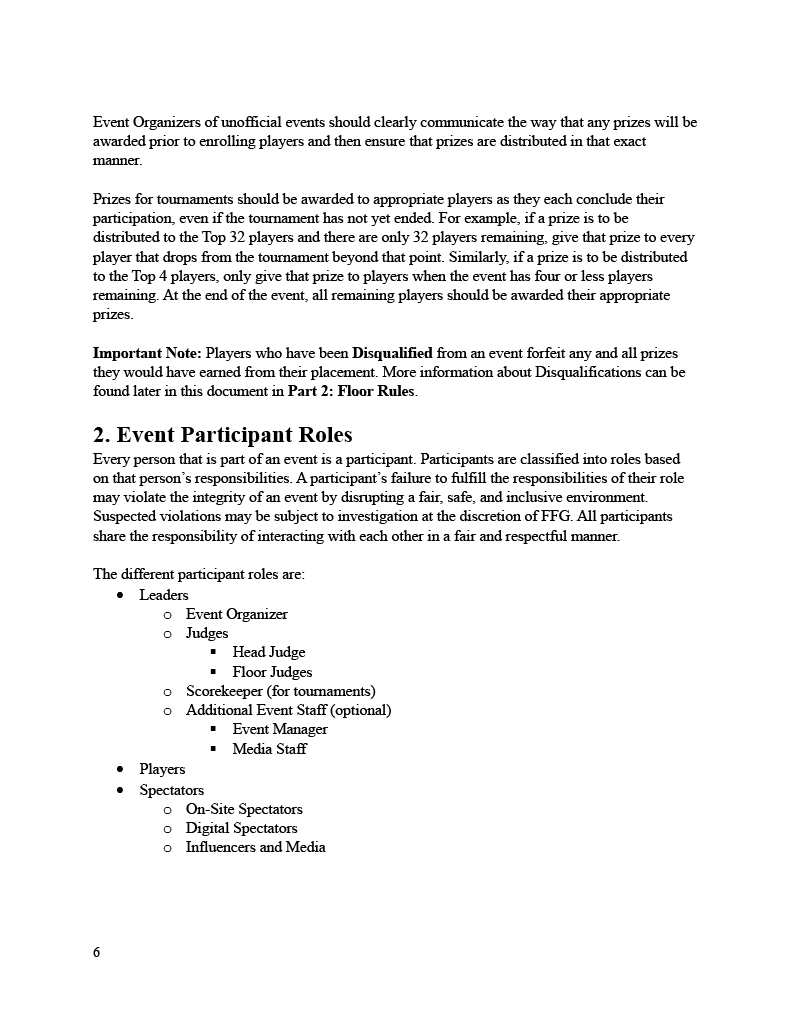 Event Organizers of unofficial events should clearly communicate the way that any prizes will be
awarded prior to enrolling players and then ensure that prizes are distributed in that exact
manner.
Prizes for tournaments should be awarded to appropriate players as they each conclude their
participation, even if the tournament has not yet ended. For example, if a prize is to be
distributed to the Top 32 players and there are only 32 players remaining, give that prize to every
player that drops from the tournament beyond that point. Similarly, if a prize is to be distributed
to the Top 4 players, only give that prize to players when the event has four or less players
remaining. At the end of the event, all remaining players should be awarded their appropriate
prizes.
Important Note: Players who have been Disqualified from an event forfeit any and all prizes
they would have earned from their placement. More information about Disqualifications can be
found later in this document in Part 2: Floor Rules.
2. Event Participant Roles
Every person that is part of an event is a participant. Participants are classified into roles based
on that person’s responsibilities. A participant’s failure to fulfill the responsibilities of their role
may violate the integrity of an event by disrupting a fair, safe, and inclusive environment.
Suspected violations may be subject to investigation at the discretion of FFG. All participants
share the responsibility of interacting with each other in a fair and respectful manner.
The different participant roles are:
• Leaders
o Event Organizer
o Judges
▪ Head Judge
▪ Floor Judges
o Scorekeeper (for tournaments)
o Additional Event Staff (optional)
▪ Event Manager
▪ Media Staff
• Players
• Spectators
o On-Site Spectators
o Digital Spectators
o Influencers and Media
6